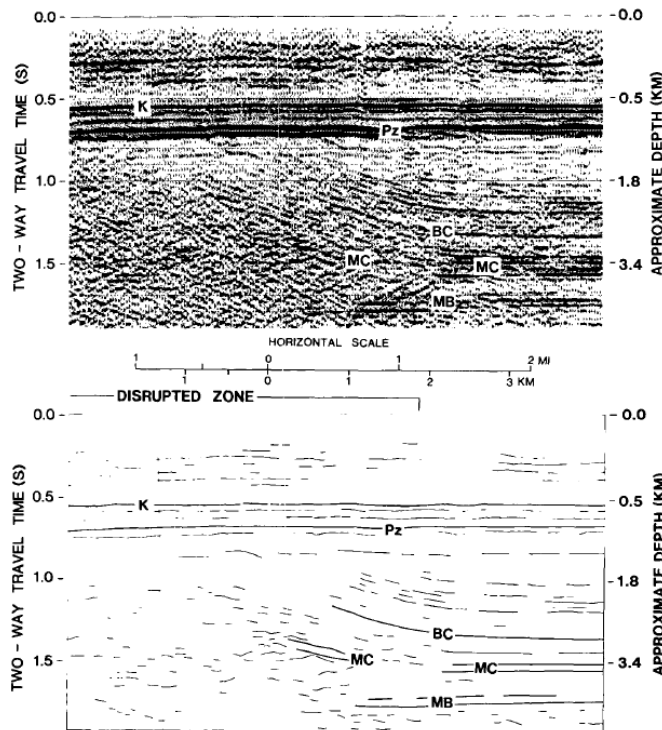 TWO-WAY TRAVEL TIME (S)
0.0
0.5
1.0
1.5
K
Pz
BC
MC
MC
MB
0.0
0.5
1.8
3.4
APPROXIMATE DEPTH (KM)
HORIZONTAL SCALE
1 0 1 2 MI
1 0 1 2 3 KM
DISRUPTED ZONE
TWO-WAY TRAVEL TIME (S)
0.0
0.5
1.0
1.5
K
Pz
BC
MC
MC
MB
0.0
0.5
1.8
3.4
APPROXIMATE DEPTH (KM)